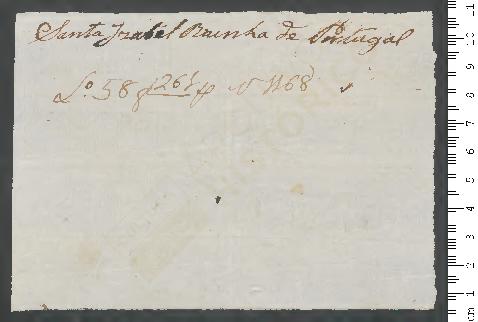 Santa Izabel Rainha de Portugal
L.º 58 f 261 N 1168